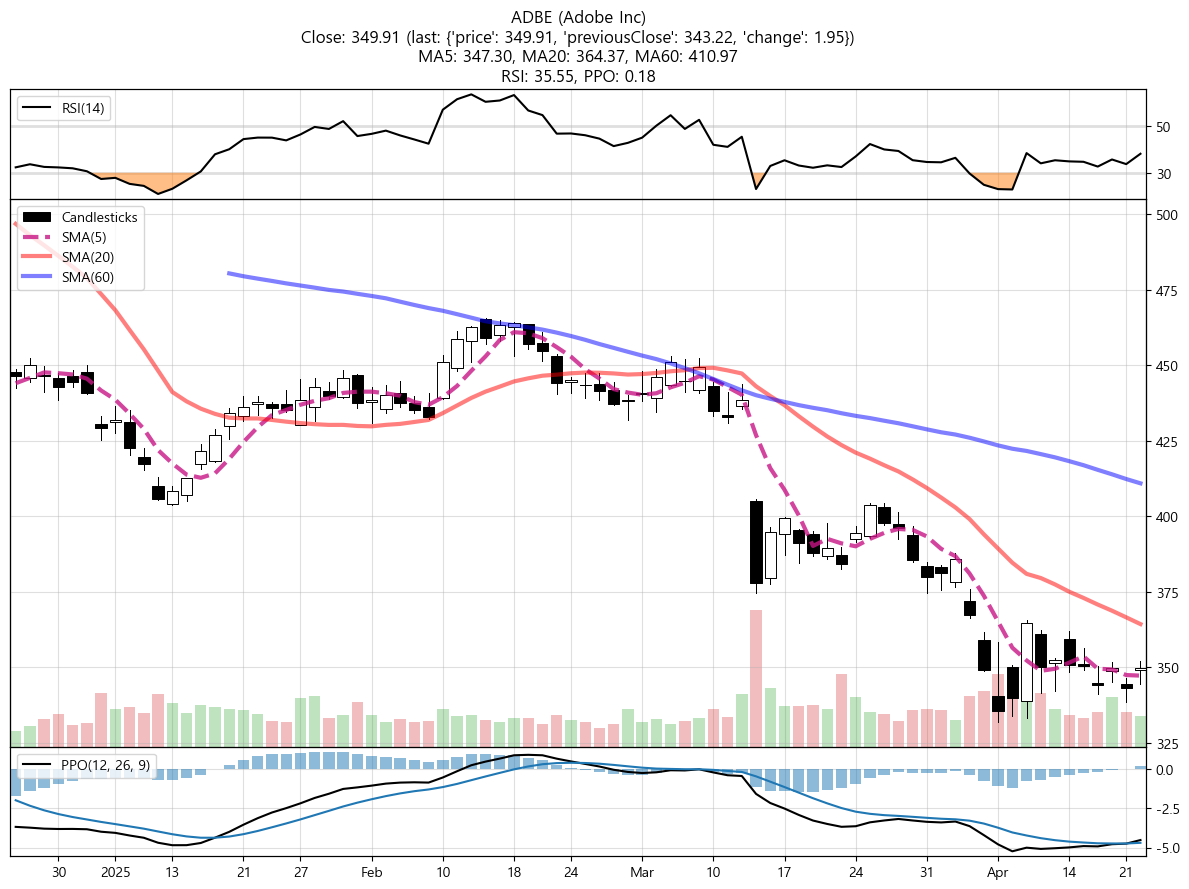 ADBE (Adobe Inc)
Close: 349.91 (last: {'price': 349.91, 'previousClose': 343.22, 'change': 1.95})
MA5: 347.30, MA20: 364.37, MA60: 410.97
RSI: 35.55, PPO: 0.18
RSI(14)
50
30
Candlesticks
SMA(5)
SMA(20)
SMA(60)
500
475
450
425
400
375
350
325
PPO(12, 26, 9)
0.0
-2.5
-5.0
30 2025 13 21 27 Feb 10 18 24 Mar 10 17 24 31 Apr 14 21